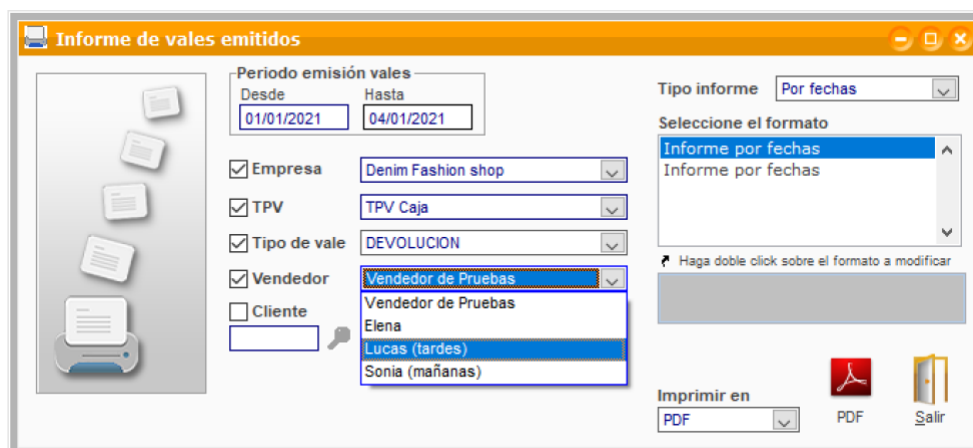 Informe de vales emitidos
Periodo emisión vales
Desde Hasta
01/01/2021 04/01/2021
Empresa Denim Fashion shop
TPV TPV Caja
Tipo de vale DEVOLUCION
Vendedor Vendedor de Pruebas
Vendedor de Pruebas
Elena
Lucas (tardes)
Sonia (mañanas)
Cliente
Tipo informe Por fechas
Seleccione el formato
Informe por fechas
Informe por fechas
Haga doble click sobre el formato a modificar
Imprimir en
PDF
PDF
Salir